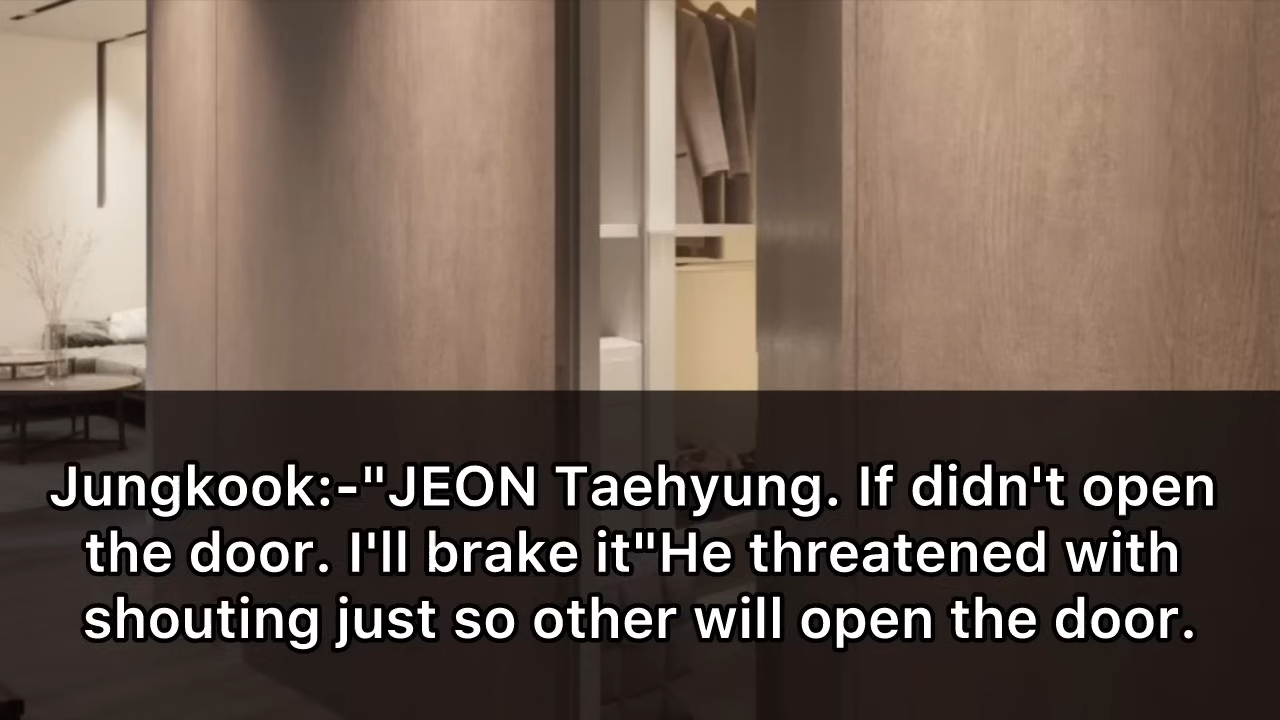 Jungkook:-"JEON Taehyung. If didn't open
the door. I'll brake it"He threatened with
shouting just so other will open the door.